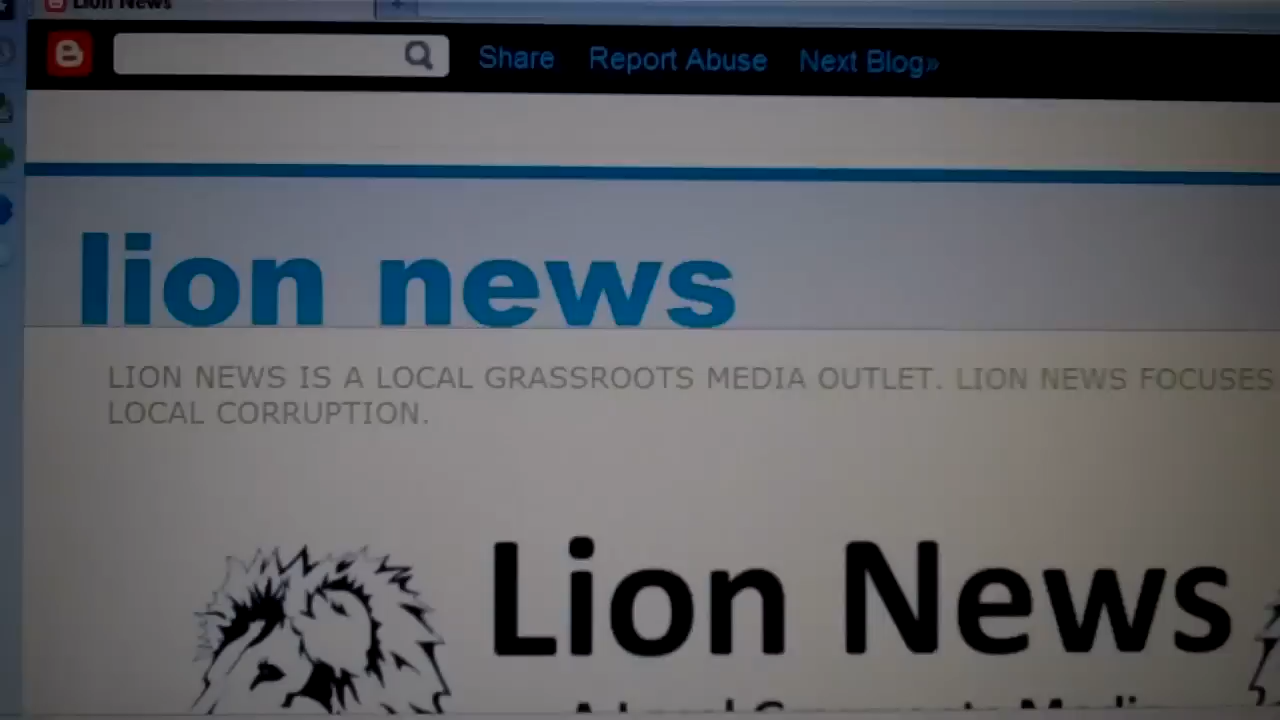 Lion News
Share Report Abuse Next Blog»
lion news
LION NEWS IS A LOCAL GRASSROOTS MEDIA OUTLET. LION NEWS FOCUSES
LOCAL CORRUPTION.
Lion News